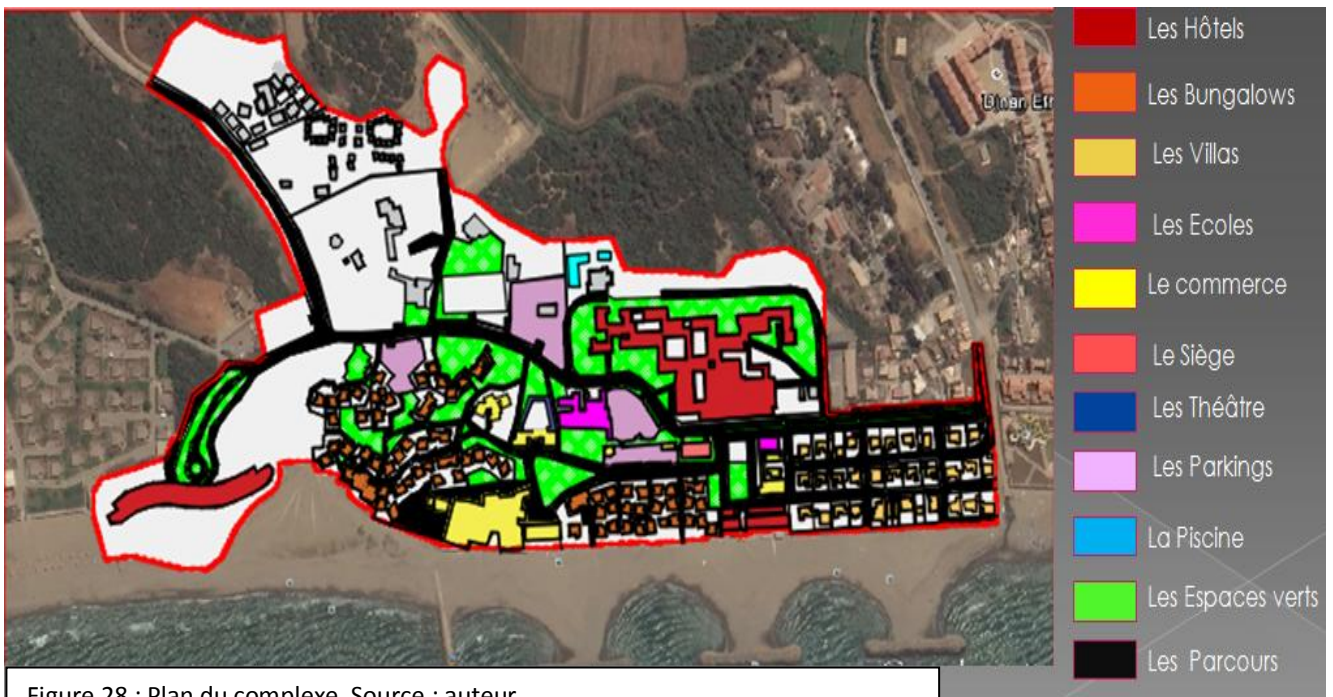 Les Hôtels
Les Bungalows
Les Villas
Les Ecoles
Le commerce
Le Siège
Les Théâtre
Les Parkings
La Piscine
Les Espaces verts
Les Parcours
Figure 28 : Plan du complexe. Source : auteur